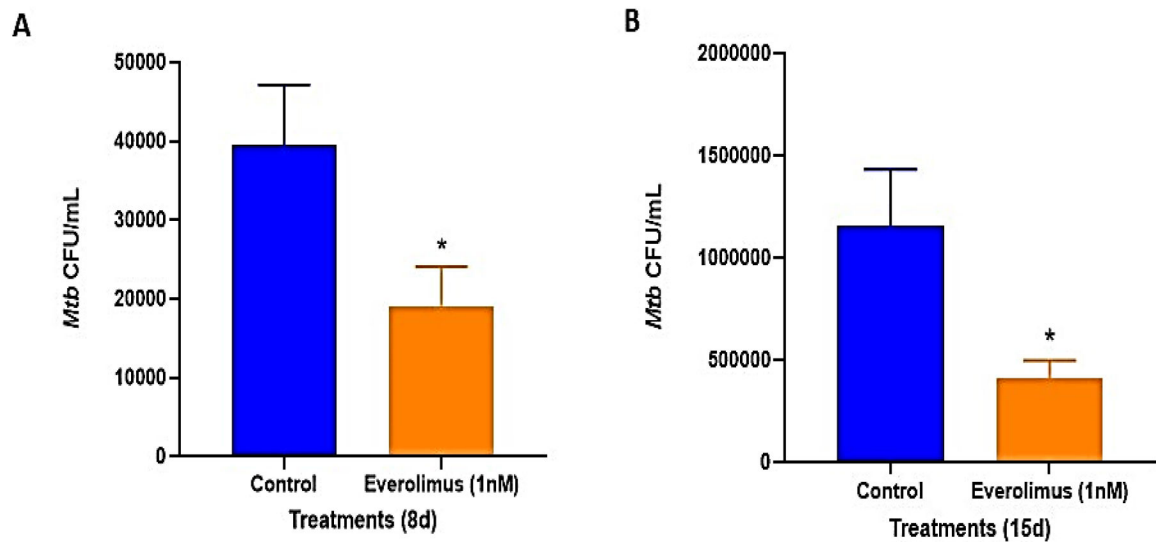 A
50000
40000
30000
20000
10000
0
Mtb CFU/mL
*
Control Everolimus (1nM)
Treatments (8d)
B
2000000
1500000
1000000
500000
0
Mtb CFU/mL
*
Control Everolimus (1nM)
Treatments (15d)